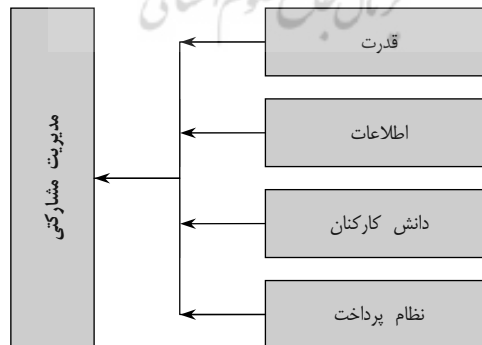 قدرت
اطلاعات
دانش کارکنان
نظام پرداخت
مدیریت مشارکتی